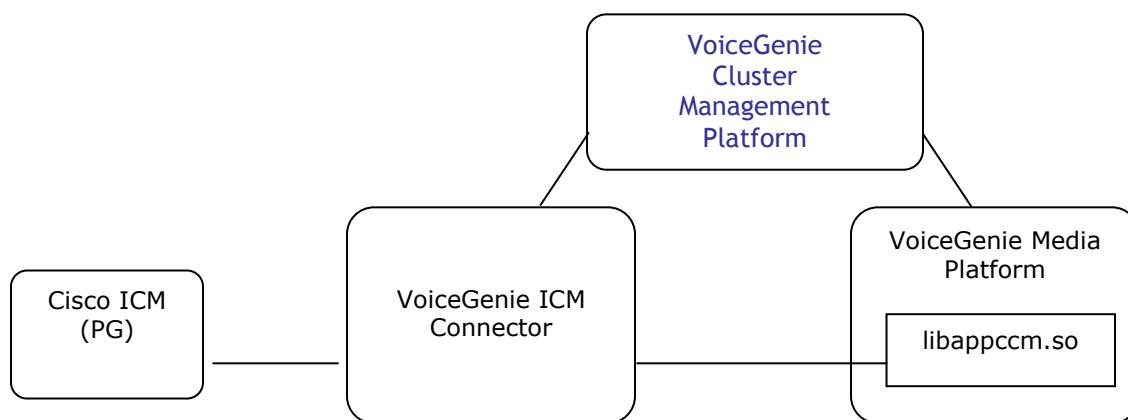 VoiceGenie
Cluster
Management
Platform
VoiceGenie Media
Platform
Cisco ICM
(PG)
VoiceGenie ICM
Connector
libappccm.so